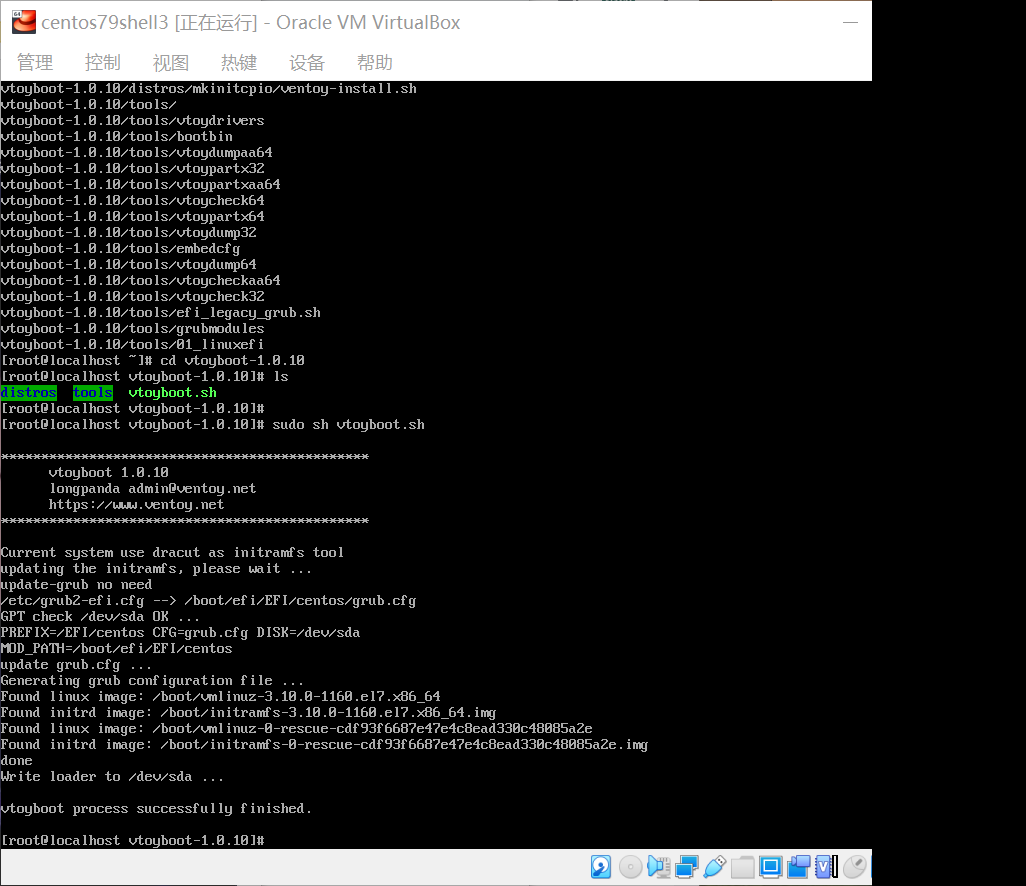 centos79shell3 [正在运行] - Oracle VM VirtualBox
管理 控制 视图 热键 设备 帮助
vtoyboot-1.0.10/distros/mkinitcpio/ventoy-install.sh
vtoyboot-1.0.10/tools/
vtoyboot-1.0.10/tools/vtoydrivers
vtoyboot-1.0.10/tools/bootbin
vtoyboot-1.0.10/tools/vtoydumpaa64
vtoyboot-1.0.10/tools/vtoypartx32
vtoyboot-1.0.10/tools/vtoypartxaa64
vtoyboot-1.0.10/tools/vtoycheck64
vtoyboot-1.0.10/tools/vtoypartx64
vtoyboot-1.0.10/tools/vtoydump32
vtoyboot-1.0.10/tools/embedcfg
vtoyboot-1.0.10/tools/vtoydump64
vtoyboot-1.0.10/tools/vtoycheckaa64
vtoyboot-1.0.10/tools/vtoycheck32
vtoyboot-1.0.10/tools/efi_legacy_grub.sh
vtoyboot-1.0.10/tools/grubmodules
vtoyboot-1.0.10/tools/01_linuxefi
[root@localhost ~]# cd vtoyboot-1.0.10
[root@localhost vtoyboot-1.0.10]# ls
distros tools vtoyboot.sh
[root@localhost vtoyboot-1.0.10]#
[root@localhost vtoyboot-1.0.10]# sudo sh vtoyboot.sh
**********************************************
vtoyboot 1.0.10
longpanda admin@ventoy.net
https://www.ventoy.net
**********************************************
Current system use dracut as initramfs tool
updating the initramfs, please wait ...
update-grub no need
/etc/grub2-efi.cfg --> /boot/efi/EFI/centos/grub.cfg
GPT check /dev/sda OK ...
PREFIX=/EFI/centos CFG=grub.cfg DISK=/dev/sda
MOD_PATH=/boot/efi/EFI/centos
update grub.cfg ...
Generating grub configuration file ...
Found linux image: /boot/vmlinuz-3.10.0-1160.el7.x86_64
Found initrd image: /boot/initramfs-3.10.0-1160.el7.x86_64.img
Found linux image: /boot/vmlinuz-0-rescue-cdf93f6687e47e4c8ead330c48085a2e
Found initrd image: /boot/initramfs-0-rescue-cdf93f6687e47e4c8ead330c48085a2e.img
done
Write loader to /dev/sda ...
vtoyboot process successfully finished.
[root@localhost vtoyboot-1.0.10]#